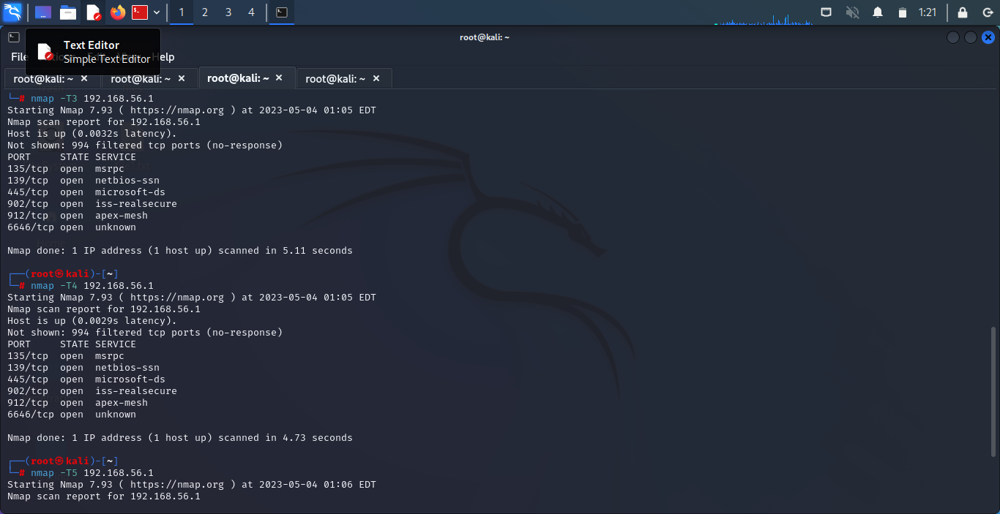 1 2 3 4 1:21
root@kali: ~
Text Editor
Simple Text Editor
File Help
root@kali: ~ × root@kali: ~ × root@kali: ~ × root@kali: ~ ×
└─# nmap -T3 192.168.56.1
Starting Nmap 7.93 ( https://nmap.org ) at 2023-05-04 01:05 EDT
Nmap scan report for 192.168.56.1
Host is up (0.0032s latency).
Not shown: 994 filtered tcp ports (no-response)
PORT     STATE SERVICE
135/tcp  open  msrpc
139/tcp  open  netbios-ssn
445/tcp  open  microsoft-ds
902/tcp  open  iss-realsecure
912/tcp  open  apex-mesh
6646/tcp open  unknown
Nmap done: 1 IP address (1 host up) scanned in 5.11 seconds
┌──(root㉿kali)-[~]
└─# nmap -T4 192.168.56.1
Starting Nmap 7.93 ( https://nmap.org ) at 2023-05-04 01:05 EDT
Nmap scan report for 192.168.56.1
Host is up (0.0029s latency).
Not shown: 994 filtered tcp ports (no-response)
PORT     STATE SERVICE
135/tcp  open  msrpc
139/tcp  open  netbios-ssn
445/tcp  open  microsoft-ds
902/tcp  open  iss-realsecure
912/tcp  open  apex-mesh
6646/tcp open  unknown
Nmap done: 1 IP address (1 host up) scanned in 4.73 seconds
┌──(root㉿kali)-[~]
└─# nmap -T5 192.168.56.1
Starting Nmap 7.93 ( https://nmap.org ) at 2023-05-04 01:06 EDT
Nmap scan report for 192.168.56.1